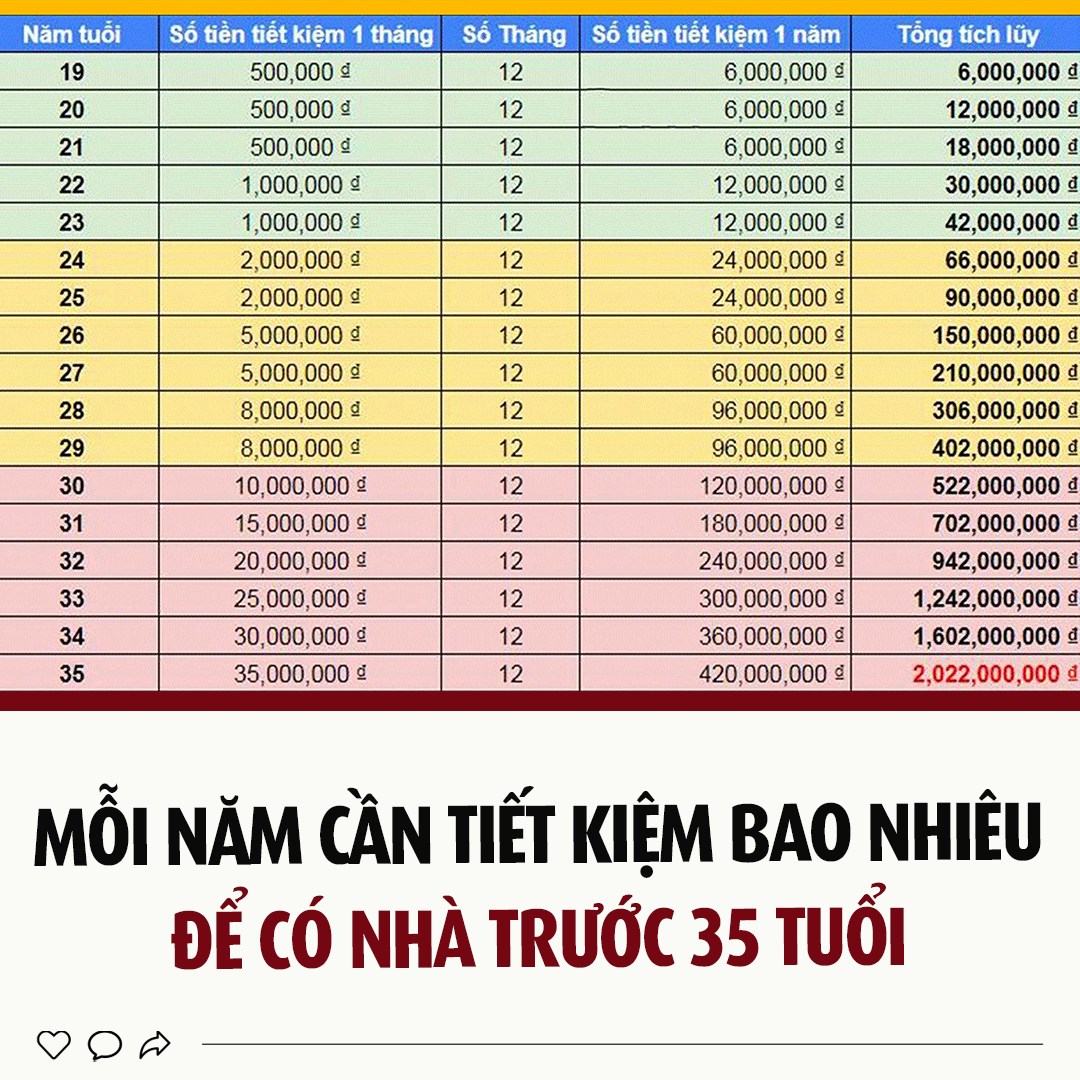 Năm tuổi Số tiền tiết kiệm 1 tháng Số Tháng Số tiền tiết kiệm 1 năm Tổng tích lũy
19 500,000 ₫ 12 6,000,000 ₫ 6,000,000 ₫
20 500,000 ₫ 12 6,000,000 ₫ 12,000,000 ₫
21 500,000 ₫ 12 6,000,000 ₫ 18,000,000 ₫
22 1,000,000 ₫ 12 12,000,000 ₫ 30,000,000 ₫
23 1,000,000 ₫ 12 12,000,000 ₫ 42,000,000 ₫
24 2,000,000 ₫ 12 24,000,000 ₫ 66,000,000 ₫
25 2,000,000 ₫ 12 24,000,000 ₫ 90,000,000 ₫
26 5,000,000 ₫ 12 60,000,000 ₫ 150,000,000 ₫
27 5,000,000 ₫ 12 60,000,000 ₫ 210,000,000 ₫
28 8,000,000 ₫ 12 96,000,000 ₫ 306,000,000 ₫
29 8,000,000 ₫ 12 96,000,000 ₫ 402,000,000 ₫
30 10,000,000 ₫ 12 120,000,000 ₫ 522,000,000 ₫
31 15,000,000 ₫ 12 180,000,000 ₫ 702,000,000 ₫
32 20,000,000 ₫ 12 240,000,000 ₫ 942,000,000 ₫
33 25,000,000 ₫ 12 300,000,000 ₫ 1,242,000,000 ₫
34 30,000,000 ₫ 12 360,000,000 ₫ 1,602,000,000 ₫
35 35,000,000 ₫ 12 420,000,000 ₫ 2,022,000,000 ₫
MỖI NĂM CẦN TIẾT KIỆM BAO NHIÊU
ĐỂ CÓ NHÀ TRƯỚC 35 TUỔI